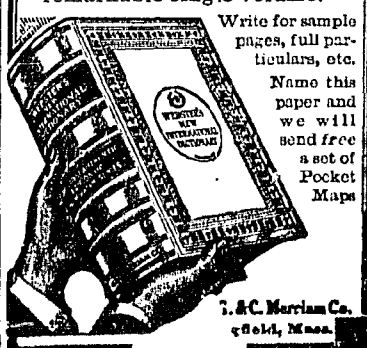 Write for sample
pages, full par-
ticulars, etc.
Name this
paper and
we will
send free
a set of
Pocket
Maps
WEBSTER'S
NEW
INTERNATIONAL
DICTIONARY
& C. Merriam Co.
gfield, Mass.